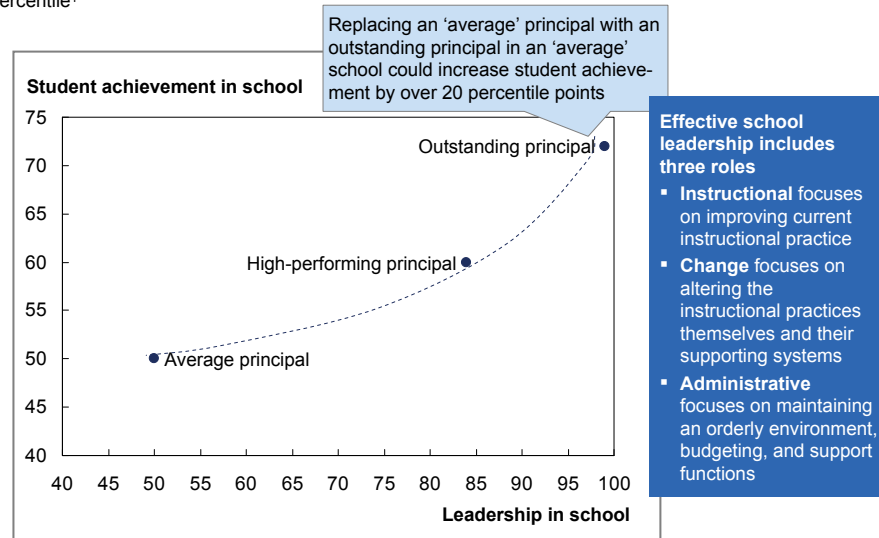 Replacing an ‘average’ principal with an
outstanding principal in an ‘average’
school could increase student achieve-
ment by over 20 percentile points
Student achievement in school
75
70
65
60
55
50
45
40
Outstanding principal
High-performing principal
Average principal
40 45 50 55 60 65 70 75 80 85 90 95 100
Leadership in school
Effective school
leadership includes
three roles
▪ Instructional focuses
on improving current
instructional practice
▪ Change focuses on
altering the
instructional practices
themselves and their
supporting systems
▪ Administrative
focuses on maintaining
an orderly environment,
budgeting, and support
functions